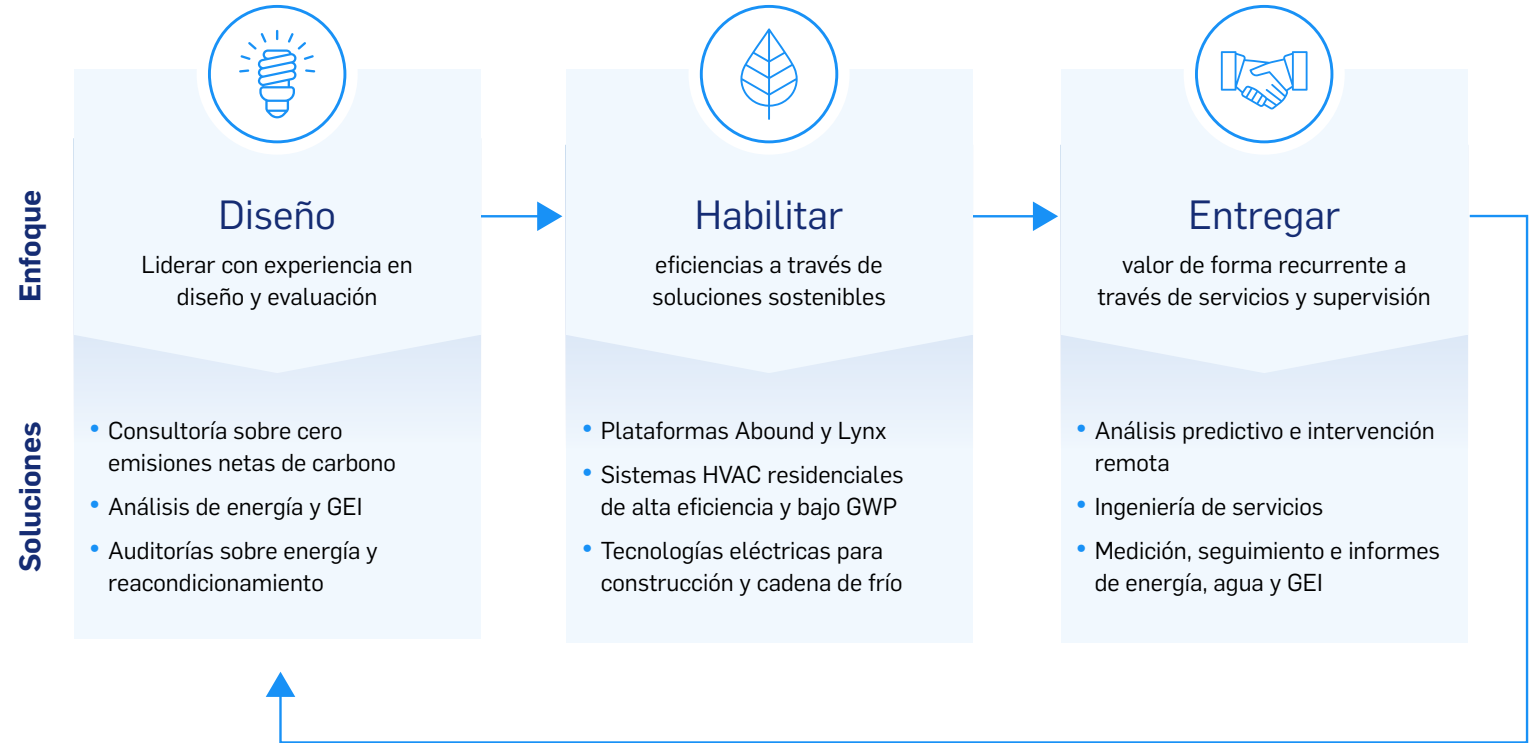 Enfoque
Diseño
Liderar con experiencia en
diseño y evaluación
Habilitar
eficiencias a través de
soluciones sostenibles
Entregar
valor de forma recurrente a
través de servicios y supervisión
Soluciones
• Consultoría sobre cero
emisiones netas de carbono
• Análisis de energía y GEI
• Auditorías sobre energía y
reacondicionamiento
• Plataformas Abound y Lynx
• Sistemas HVAC residenciales
de alta eficiencia y bajo GWP
• Tecnologías eléctricas para
construcción y cadena de frío
• Análisis predictivo e intervención
remota
• Ingeniería de servicios
• Medición, seguimiento e informes
de energía, agua y GEI